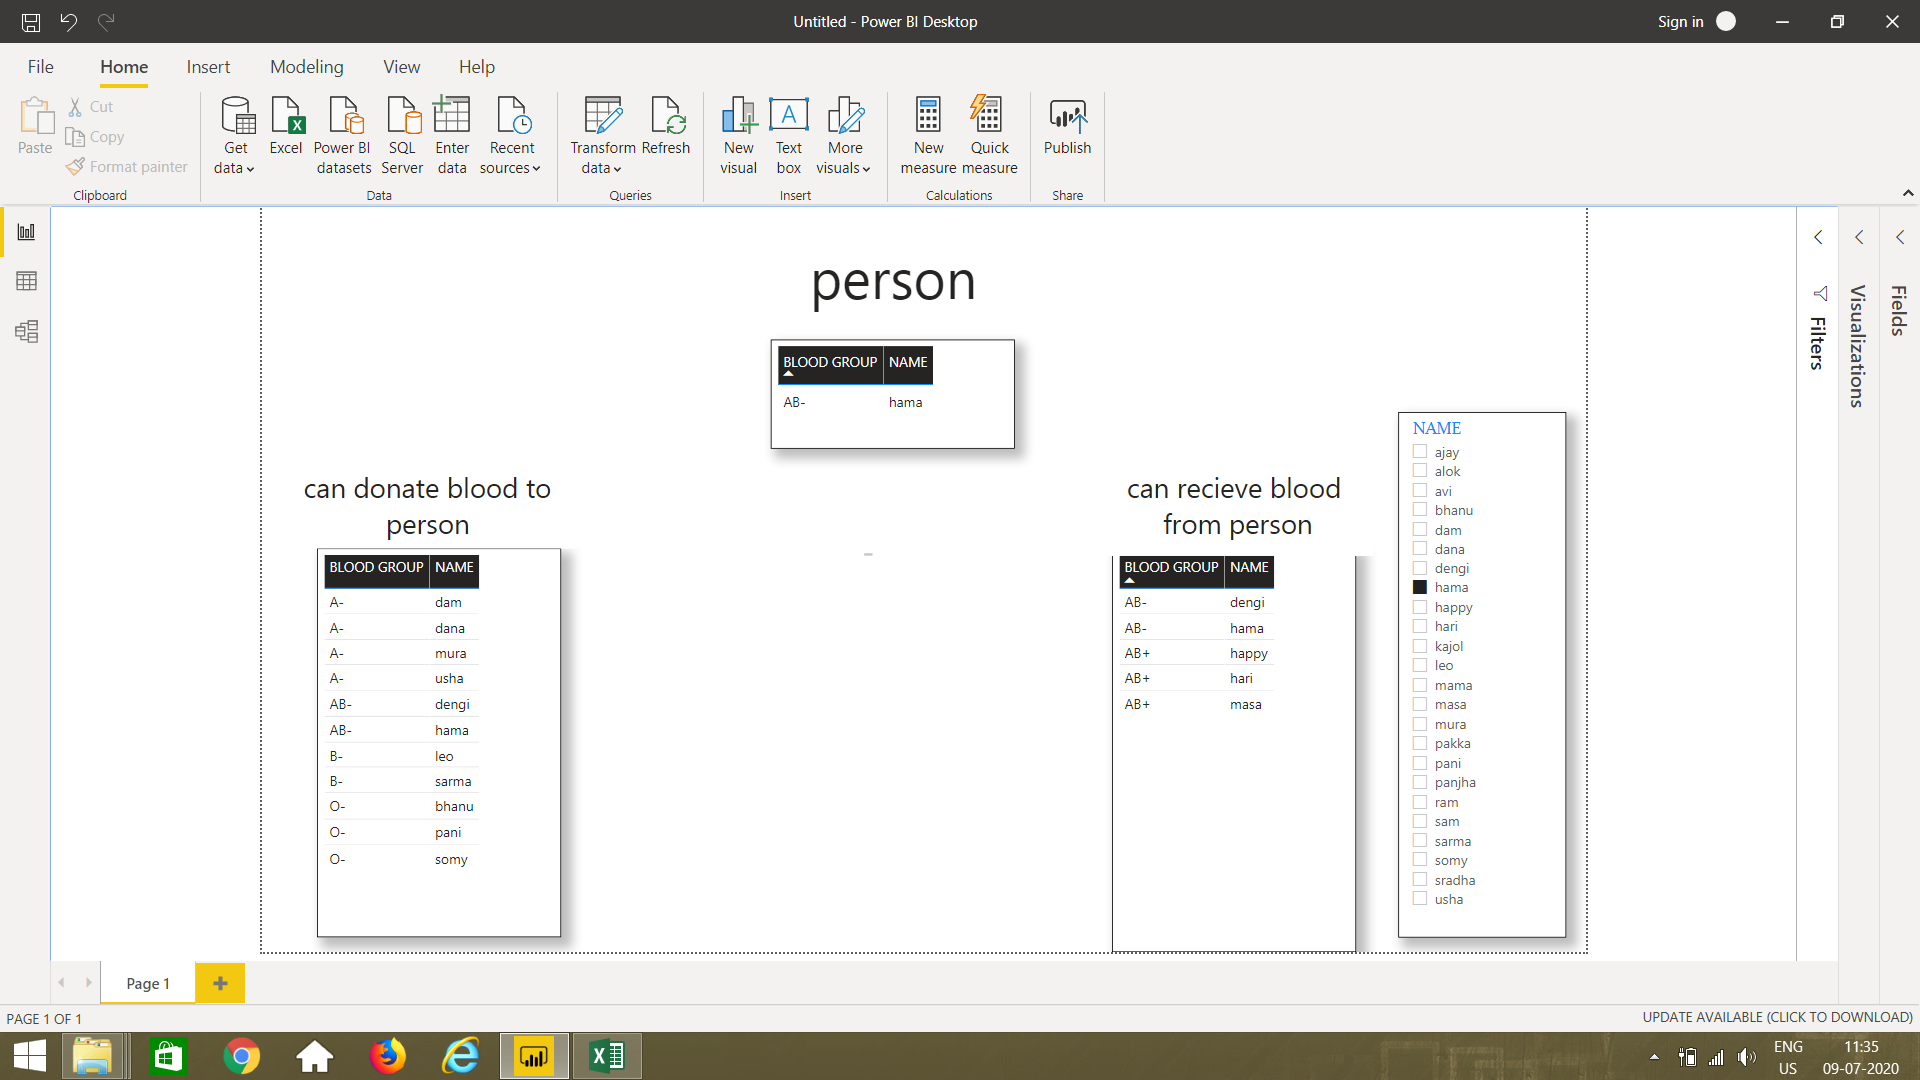 Untitled - Power BI Desktop
Sign in
File
Home
Insert
Modeling
View
Help
Paste
Cut
Copy
Format painter
Clipboard
Get data
Excel
Power BI datasets
SQL Server
Enter data
Recent sources
Data
Transform data
Refresh
Queries
New visual
A
Text box
More visuals
Insert
New measure
Quick measure
Calculations
Publish
Share
person
BLOOD GROUP NAME
AB- hama
can donate blood to
person
BLOOD GROUP NAME
A- dam
A- dana
A- mura
A- usha
AB- dengi
AB- hama
B- leo
B- sarma
O- bhanu
O- pani
O- somy
can recieve blood
from person
BLOOD GROUP NAME
AB- dengi
AB- hama
AB+ happy
AB+ hari
AB+ masa
NAME
ajay
alok
avi
bhanu
dam
dana
dengi
hama
happy
hari
kajol
leo
mama
masa
mura
pakka
pani
panjha
ram
sam
sarma
somy
sradha
usha
Filters
Visualizations
Fields
Page 1
PAGE 1 OF 1
UPDATE AVAILABLE (CLICK TO DOWNLOAD)
ENG
US
11:35
09-07-2020